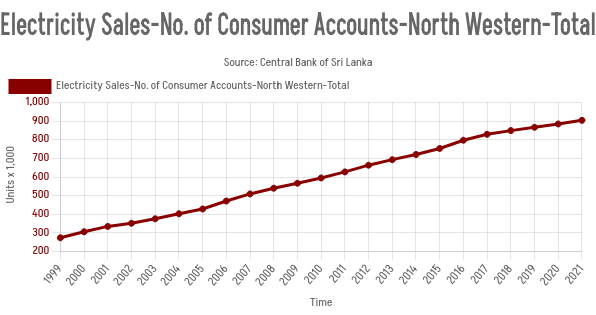 Electricity Sales-No. of Consumer Accounts-North Western-Total
Source: Central Bank of Sri Lanka
Electricity Sales-No. of Consumer Accounts-North Western-Total
1,000
900
800
700
600
500
400
300
200
Units x 1,000
1999 2000 2001 2002 2003 2004 2005 2006 2007 2008 2009 2010 2011 2012 2013 2014 2015 2016 2017 2018 2019 2020 2021
Time